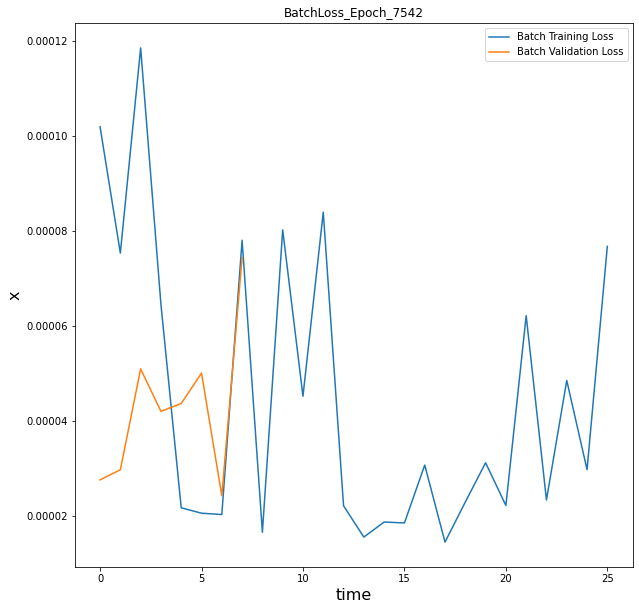 BatchLoss_Epoch_7542
Batch Training Loss
Batch Validation Loss
0.00012
0.00010
0.00008
0.00006
0.00004
0.00002
x
0 5 10 15 20 25
time